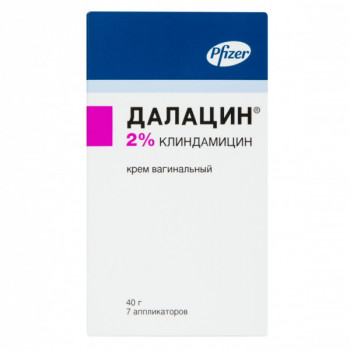 Pfizer
ДАЛАЦИН®
2% КЛИНДАМИЦИН
крем вагинальный
40 г
7 аппликаторов